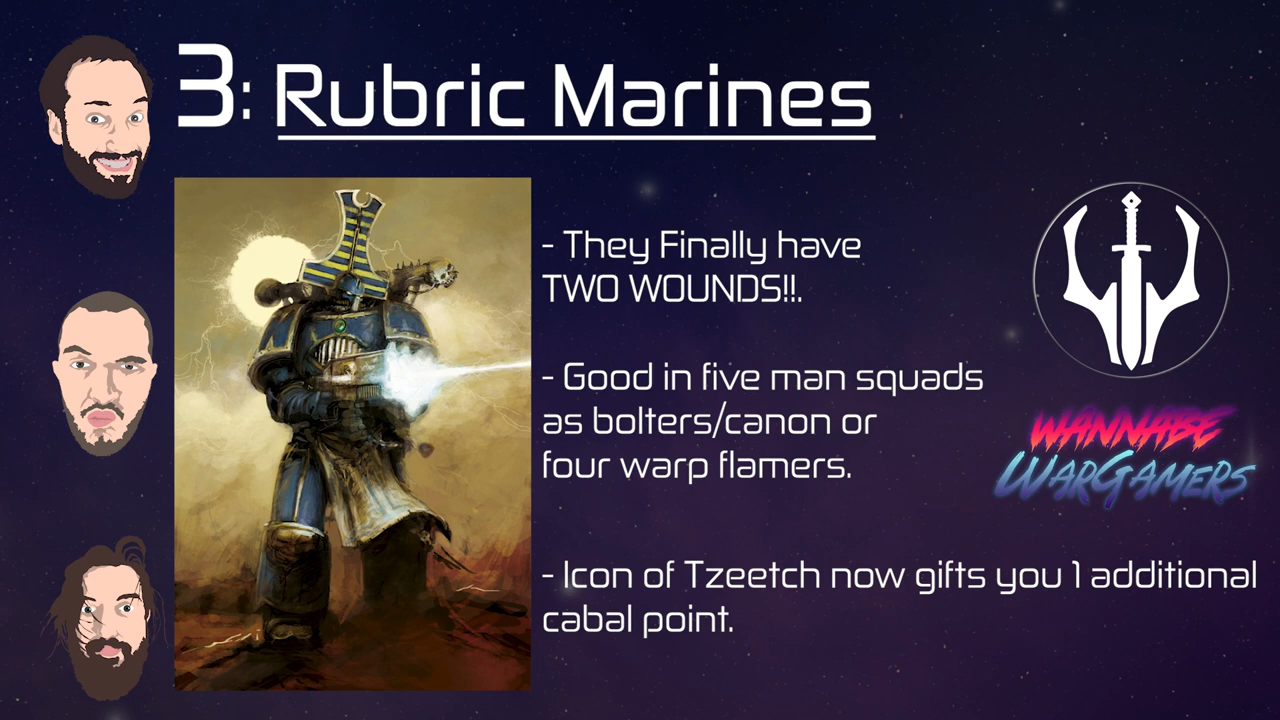 3: Rubric Marines
- They Finally have
TWO WOUNDS!!.
- Good in five man squads
as bolters/canon or
four warp flamers.
- Icon of Tzeetch now gifts you 1 additional
cabal point.
WANNABE
WARGAMERS